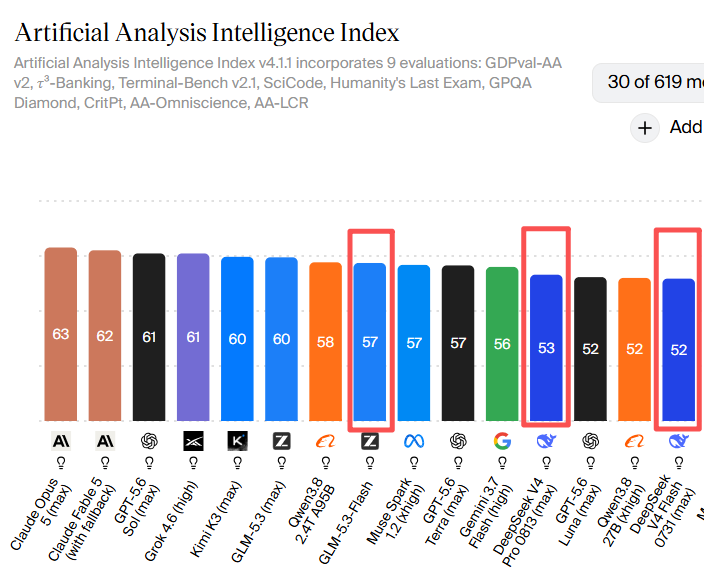 Artificial Analysis Intelligence Index
Artificial Analysis Intelligence Index v4.1.1 incorporates 9 evaluations: GDPval-AA
v2, τ³-Banking, Terminal-Bench v2.1, SciCode, Humanity's Last Exam, GPQA
Diamond, CritPt, AA-Omniscience, AA-LCR
30 of 619 m
+ Add
63
62
61
61
60
60
58
57
57
57
56
53
52
52
52
Claude Opus
5 (max)
Claude Fable 5
(with fallback)
GPT-5.6
Sol (max)
Grok 4.6 (high)
Kimi K3 (max)
GLM-5.3 (max)
Qwen3.8
2.4T A95B
GLM-5.3-Flash
Muse Spark
1.2 (xhigh)
GPT-5.6
Terra (max)
Gemini 3.7
Flash (high)
DeepSeek V4
Pro 0813 (max)
GPT-5.6
Luna (max)
Qwen3.8
27B (xhigh)
DeepSeek
V4 Flash
0731 (max)